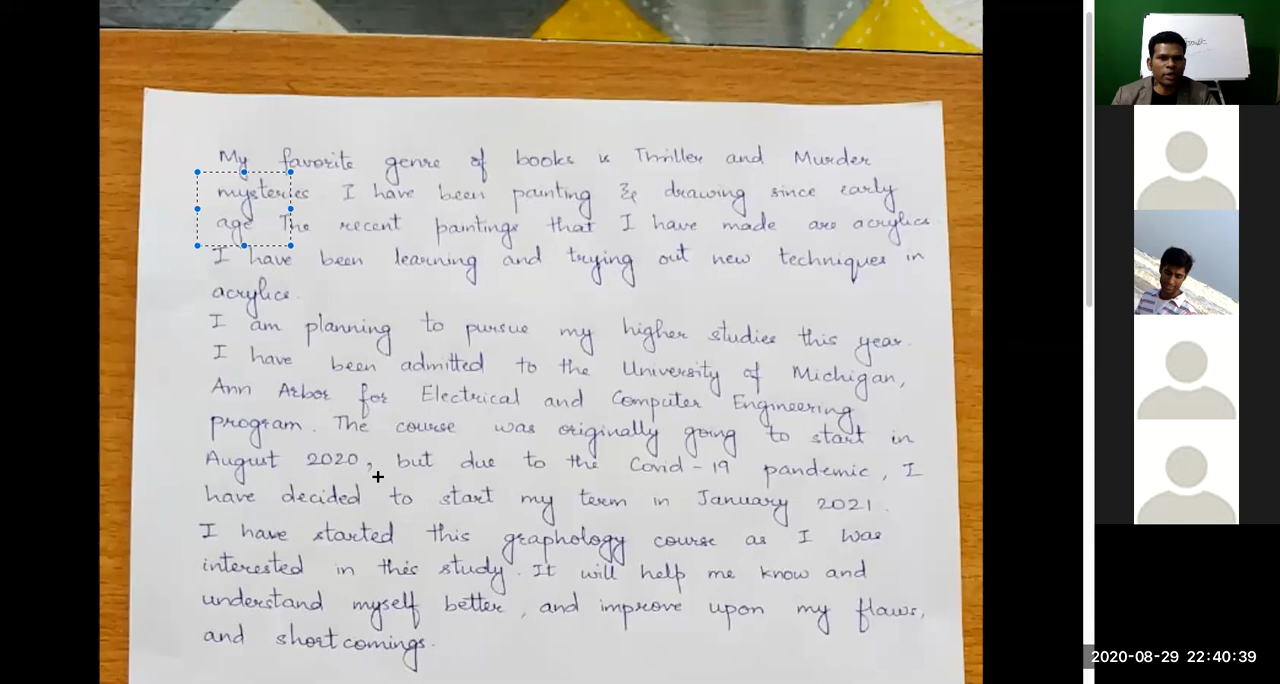 My favorite genre of books is Thriller and Murder
mysteries I have been painting & drawing since early
age The recent paintings that I have made are acrylics
I have been learning and trying out new techniques in
acrylics.
I am planning to pursue my higher studies this year.
I have been admitted to the University of Michigan,
Ann Arbor for Electrical and Computer Engineering
program. The course was originally going to start in
August 2020, but due to the Covid-19 pandemic, I
have decided to start my term in January 2021.
I have started this graphology course as I was
interested in this study. It will help me know and
understand myself better, and improve upon my flaws,
and shortcomings.
2020-08-29 22:40:39